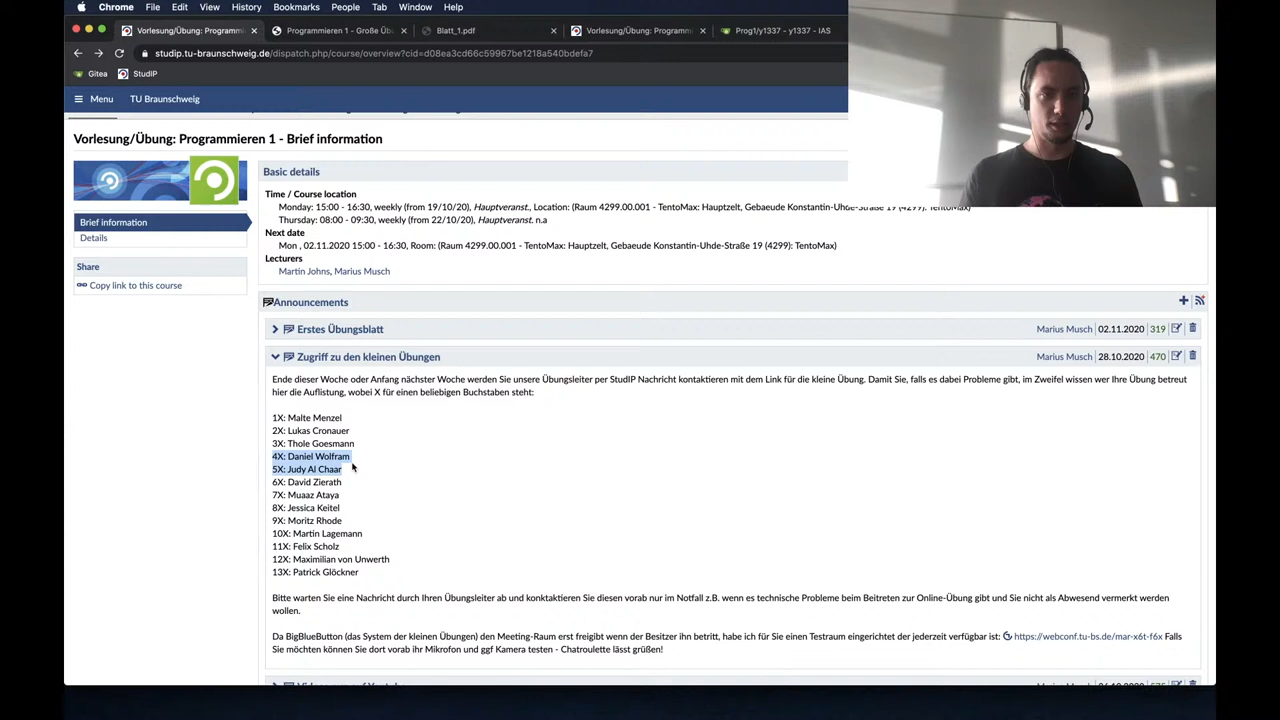 Chrome File Edit View History Bookmarks People Tab Window Help
Vorlesung/Übung: Programm Programmieren 1 - Große Üb Blatt_1.pdf Vorlesung/Übung: Programm Prog1/y1337 - y1337 - IAS
studip.tu-braunschweig.de/dispatch.php/course/overview?cid=d08ea3cd66c59967be1218a540bdefa7
Gitea StudIP
Menu TU Braunschweig
Vorlesung/Übung: Programmieren 1 - Brief information
Brief information
Details
Share
Copy link to this course
Basic details
Time / Course location
Monday: 15:00 - 16:30, weekly (from 19/10/20), Hauptveranst., Location: (Raum 4299.00.001 - TentoMax: Hauptzelt, Gebaeude Konstantin-Uhde-Straße 19 (4299): TentoMax)
Thursday: 08:00 - 09:30, weekly (from 22/10/20), Hauptveranst. n.a
Next date
Mon , 02.11.2020 15:00 - 16:30, Room: (Raum 4299.00.001 - TentoMax: Hauptzelt, Gebaeude Konstantin-Uhde-Straße 19 (4299): TentoMax)
Lecturers
Martin Johns, Marius Musch
Announcements
Erstes Übungsblatt Marius Musch 02.11.2020 319
Zugriff zu den kleinen Übungen Marius Musch 28.10.2020 470
Ende dieser Woche oder Anfang nächster Woche werden Sie unsere Übungsleiter per StudIP Nachricht kontaktieren mit dem Link für die kleine Übung. Damit Sie, falls es dabei Probleme gibt, im Zweifel wissen wer Ihre Übung betreut
hier die Auflistung, wobei X für einen beliebigen Buchstaben steht:
1X: Malte Menzel
2X: Lukas Cronauer
3X: Thole Goesmann
4X: Daniel Wolfram
5X: Judy Al Chaar
6X: David Zierath
7X: Muaaz Ataya
8X: Jessica Keitel
9X: Moritz Rhode
10X: Martin Lagemann
11X: Felix Scholz
12X: Maximilian von Unwerth
13X: Patrick Glöckner
Bitte warten Sie eine Nachricht durch Ihren Übungsleiter ab und konktaktieren Sie diesen vorab nur im Notfall z.B. wenn es technische Probleme beim Beitreten zur Online-Übung gibt und Sie nicht als Abwesend vermerkt werden
wollen.
Da BigBlueButton (das System der kleinen Übungen) den Meeting-Raum erst freigibt wenn der Besitzer ihn betritt, habe ich für Sie einen Testraum eingerichtet der jederzeit verfügbar ist: https://webconf.tu-bs.de/mar-x6t-f6x Falls
Sie möchten können Sie dort vorab ihr Mikrofon und ggf Kamera testen - Chatroulette lässt grüßen!